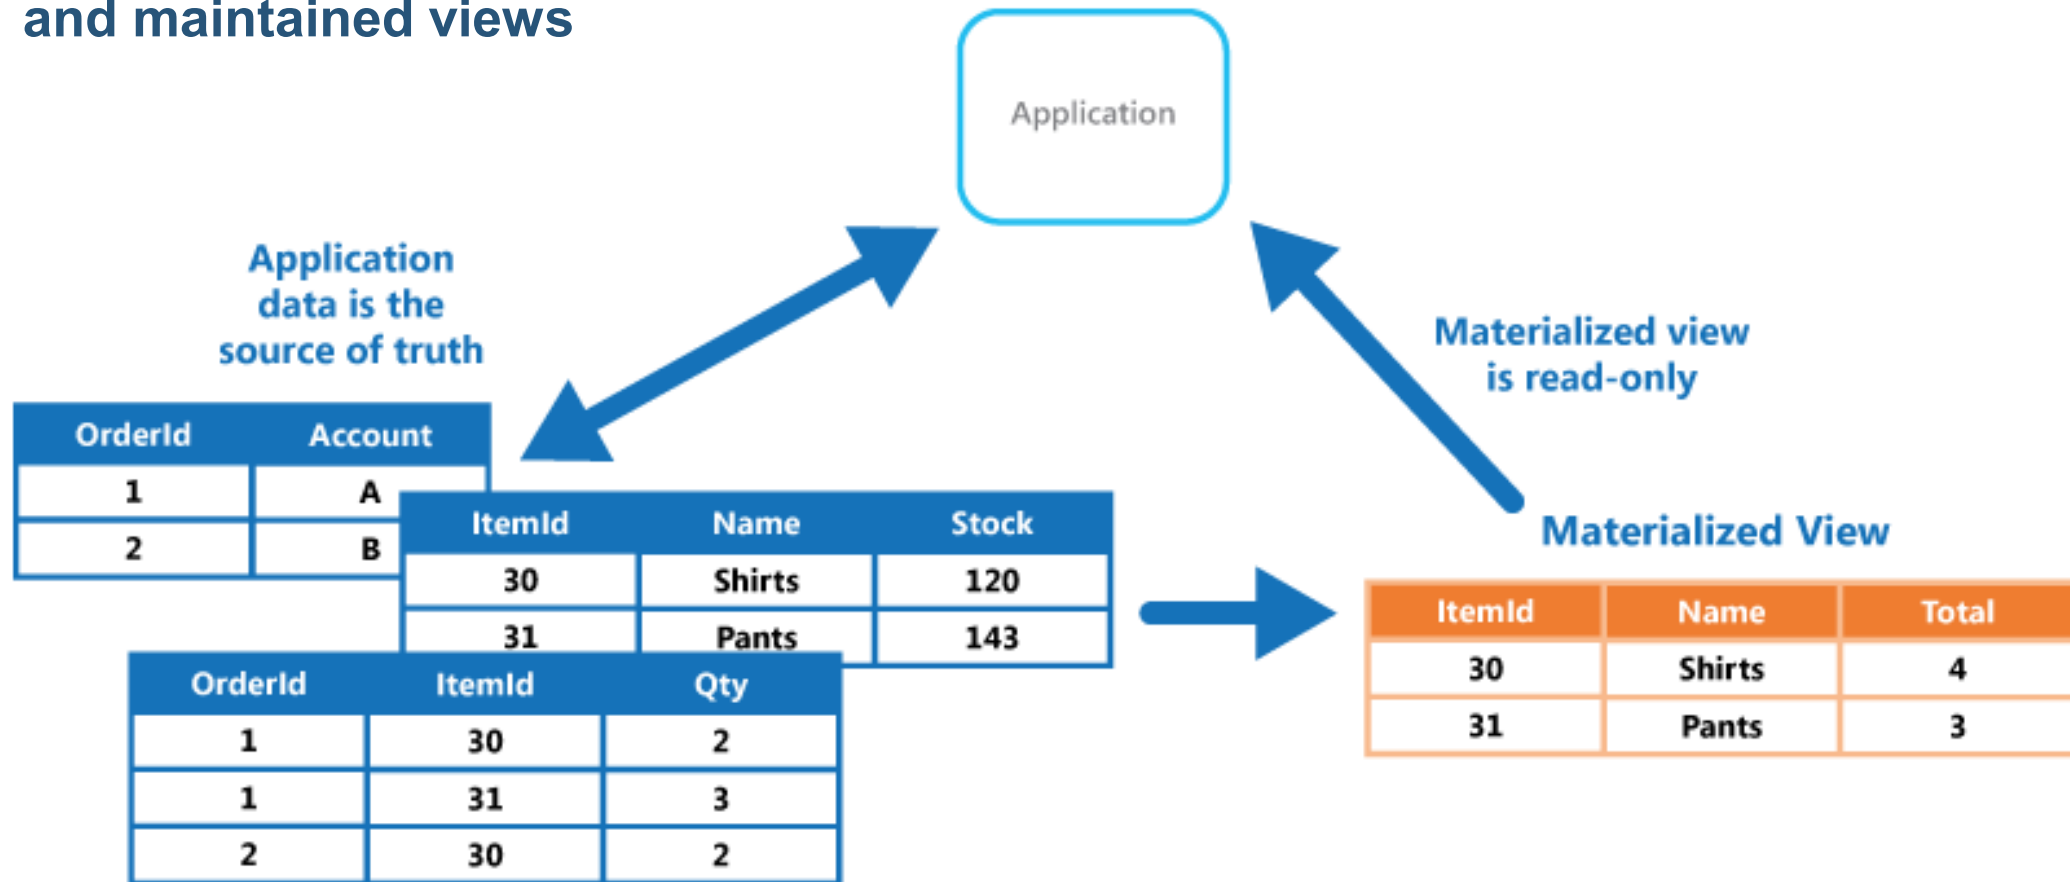 and maintained views
Application
Application
data is the
source of truth
Materialized view
is read-only
OrderId Account
1 A
2 B
ItemId Name Stock
30 Shirts 120
31 Pants 143
OrderId ItemId Qty
1 30 2
1 31 3
2 30 2
Materialized View
ItemId Name Total
30 Shirts 4
31 Pants 3